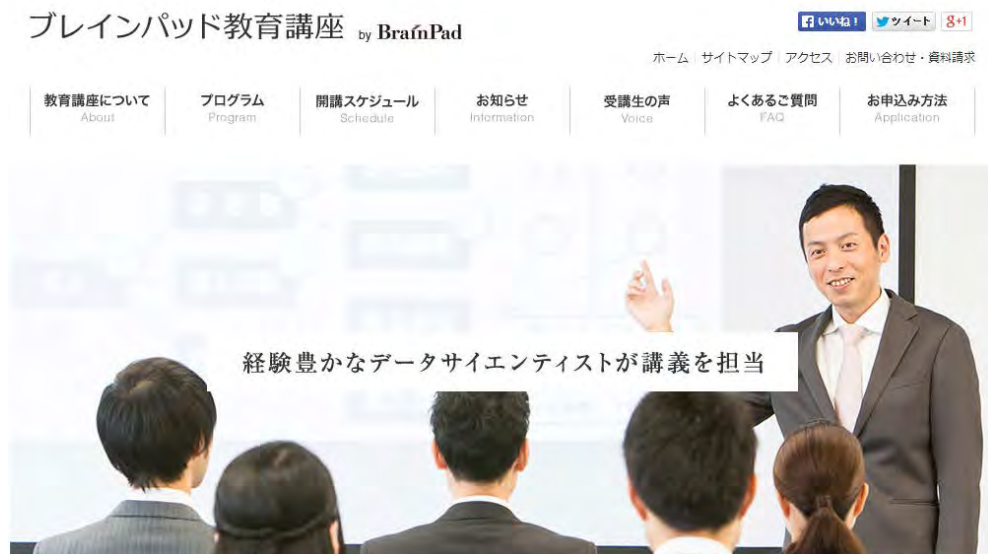 ブレインパッド教育講座 by BrainPad
いいね！ ツイート 8+1
ホーム サイトマップ アクセス お問い合わせ・資料請求
教育講座について プログラム 開講スケジュール お知らせ 受講生の声 よくあるご質問 お申込み方法
About Program Schedule Information Voice FAQ Application
経験豊かなデータサイエンティストが講義を担当